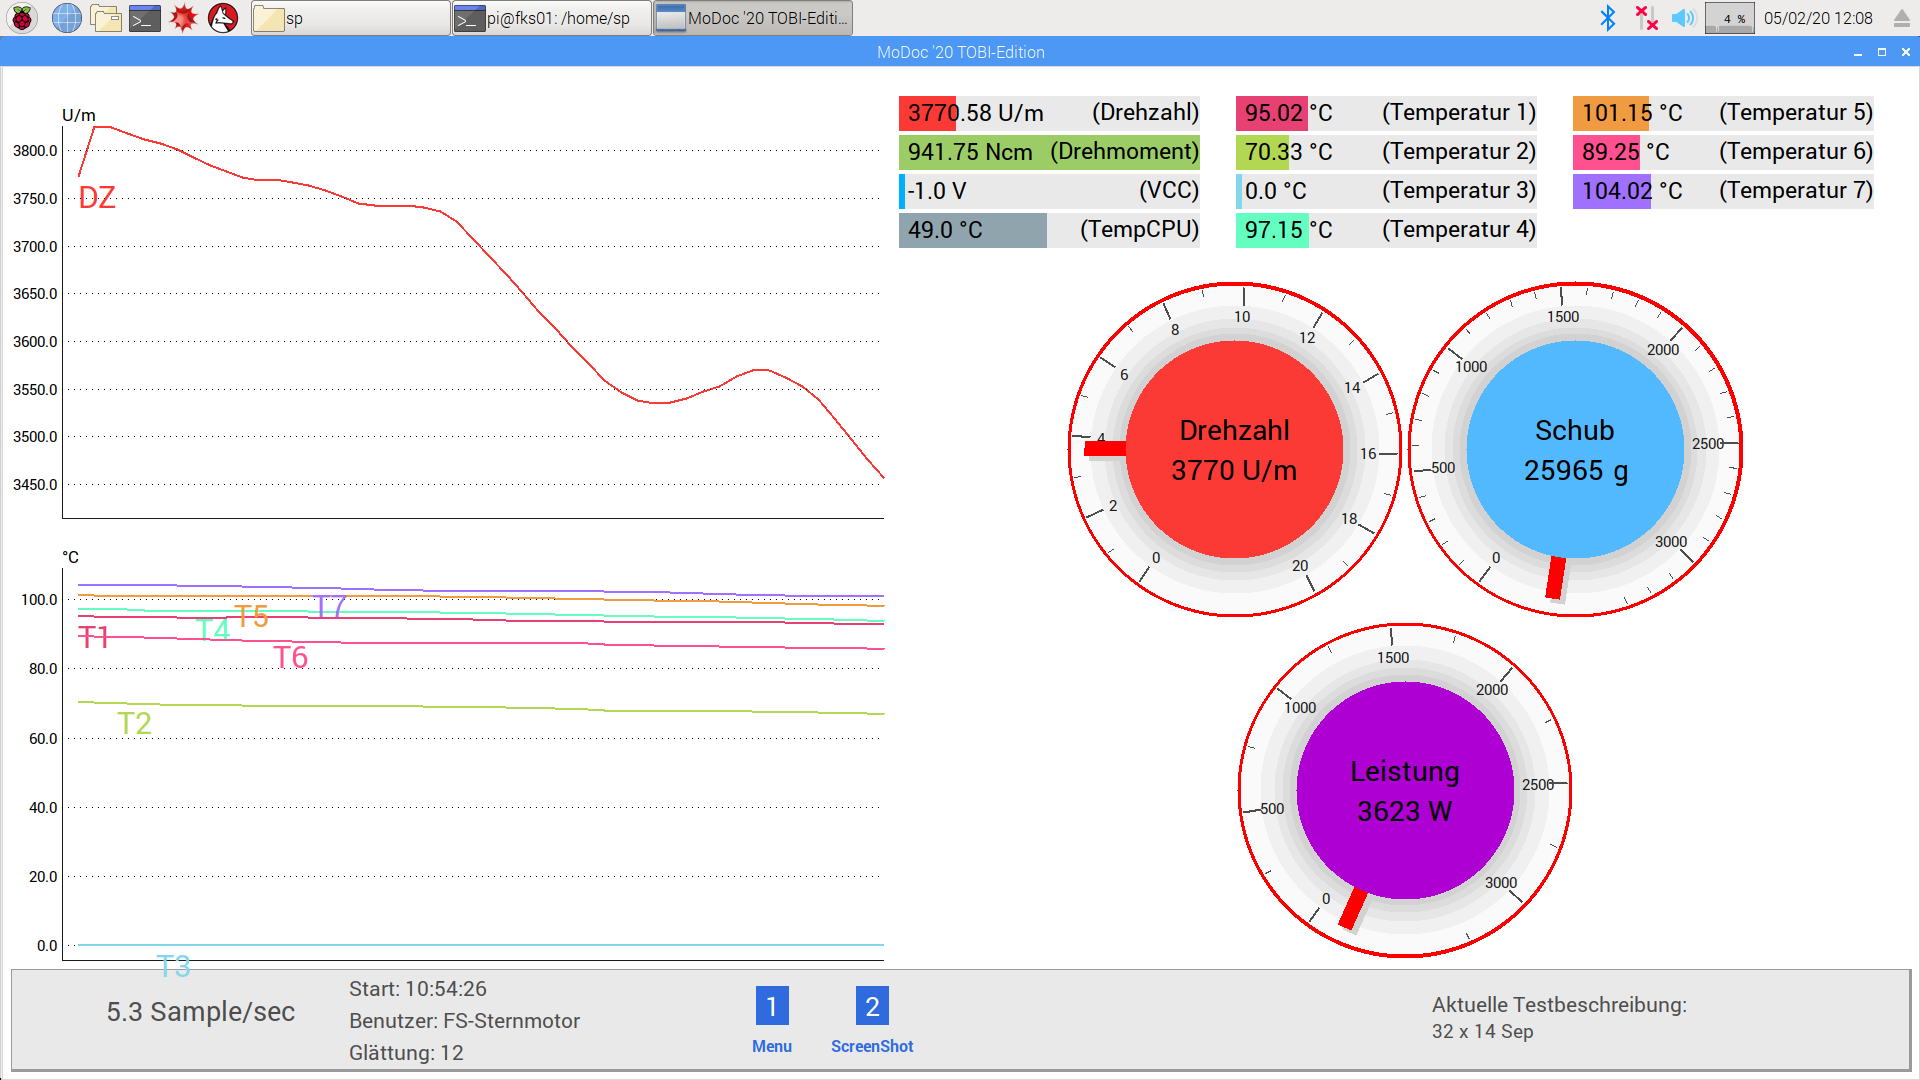 sp
pi@fks01: /home/sp
MoDoc '20 TOBI-Editi...
4 %
05/02/20 12:08
MoDoc '20 TOBI-Edition
U/m
3800.0
3750.0
3700.0
3650.0
3600.0
3550.0
3500.0
3450.0
DZ
3770.58 U/m (Drehzahl)
941.75 Ncm (Drehmoment)
-1.0 V (VCC)
49.0 °C (TempCPU)
95.02 °C (Temperatur 1)
70.33 °C (Temperatur 2)
0.0 °C (Temperatur 3)
97.15 °C (Temperatur 4)
101.15 °C (Temperatur 5)
89.25 °C (Temperatur 6)
104.02 °C (Temperatur 7)
0
2
4
6
8
10
12
14
16
18
20
Drehzahl
3770 U/m
0
500
1000
1500
2000
2500
3000
Schub
25965 g
0
500
1000
1500
2000
2500
3000
Leistung
3623 W
°C
100.0
80.0
60.0
40.0
20.0
0.0
T1
T2
T3
T4
T5
T6
T7
5.3 Sample/sec
Start: 10:54:26
Benutzer: FS-Sternmotor
Glättung: 12
1
Menu
2
ScreenShot
Aktuelle Testbeschreibung:
32 x 14 Sep